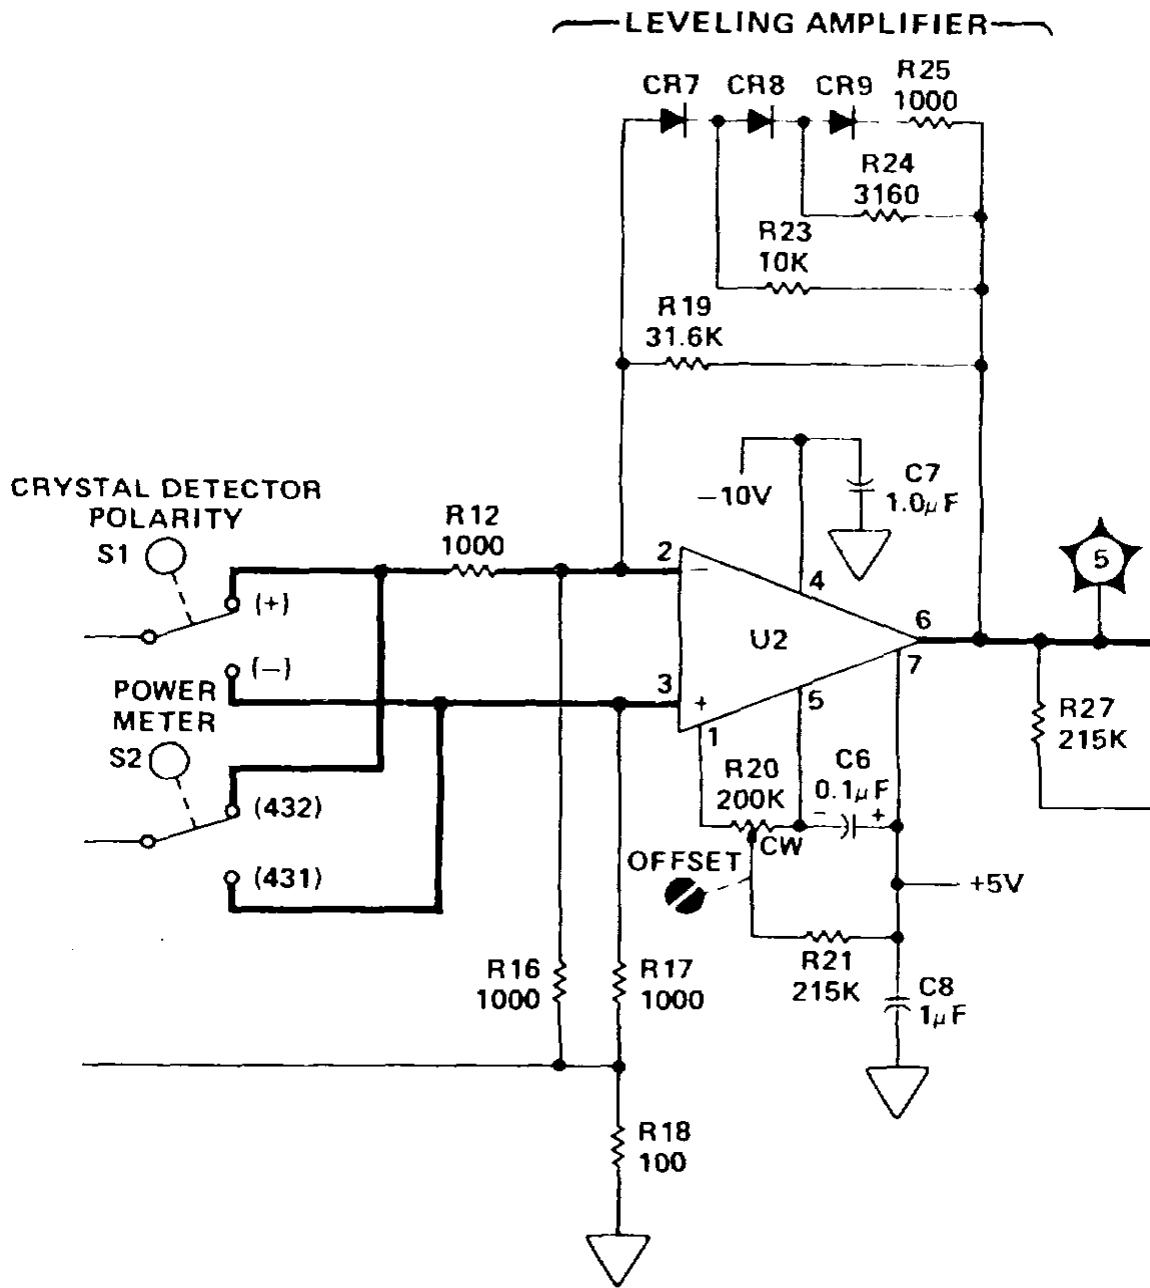 LEVELING AMPLIFIER
CR7
CR8
CR9
R25
1000
R24
3160
R23
10K
R19
31.6K
-10V
C7
1.0µF
CRYSTAL DETECTOR
POLARITY
S1
(+)
(-)
R12
1000
2
-
4
U2
6
7
5
3
+
5
1
POWER
METER
S2
(432)
(431)
R20
200K
CW
C6
0.1µF
-
+
R27
215K
OFFSET
+5V
R21
215K
C8
1µF
R16
1000
R17
1000
R18
100